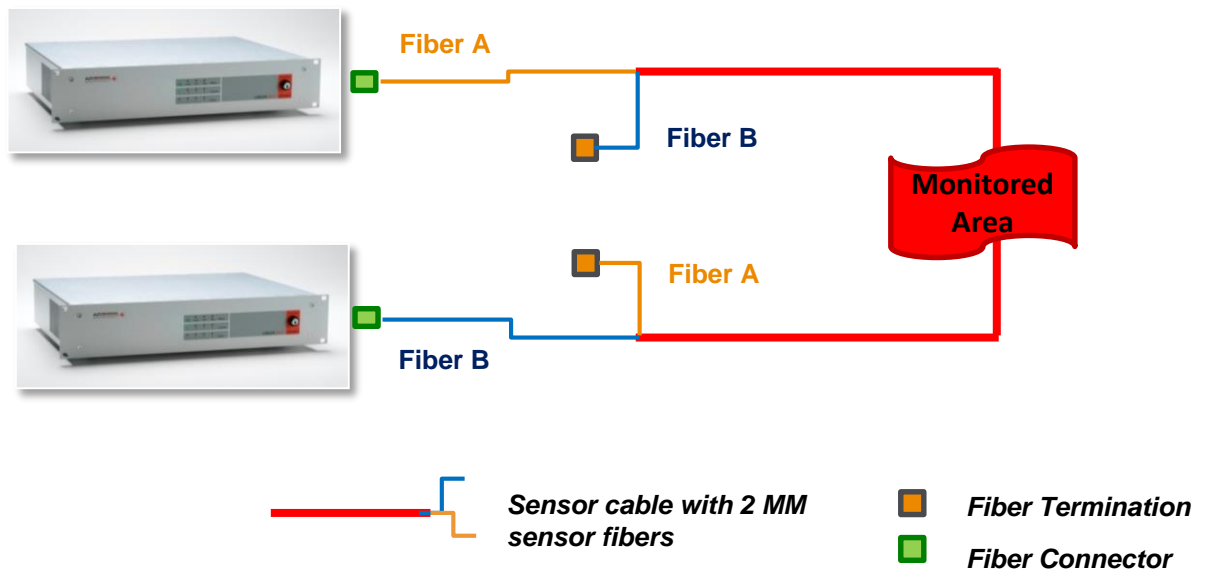 Fiber A
Fiber B
Monitored
Area
Fiber A
Fiber B
Sensor cable with 2 MM
sensor fibers
Fiber Termination
Fiber Connector